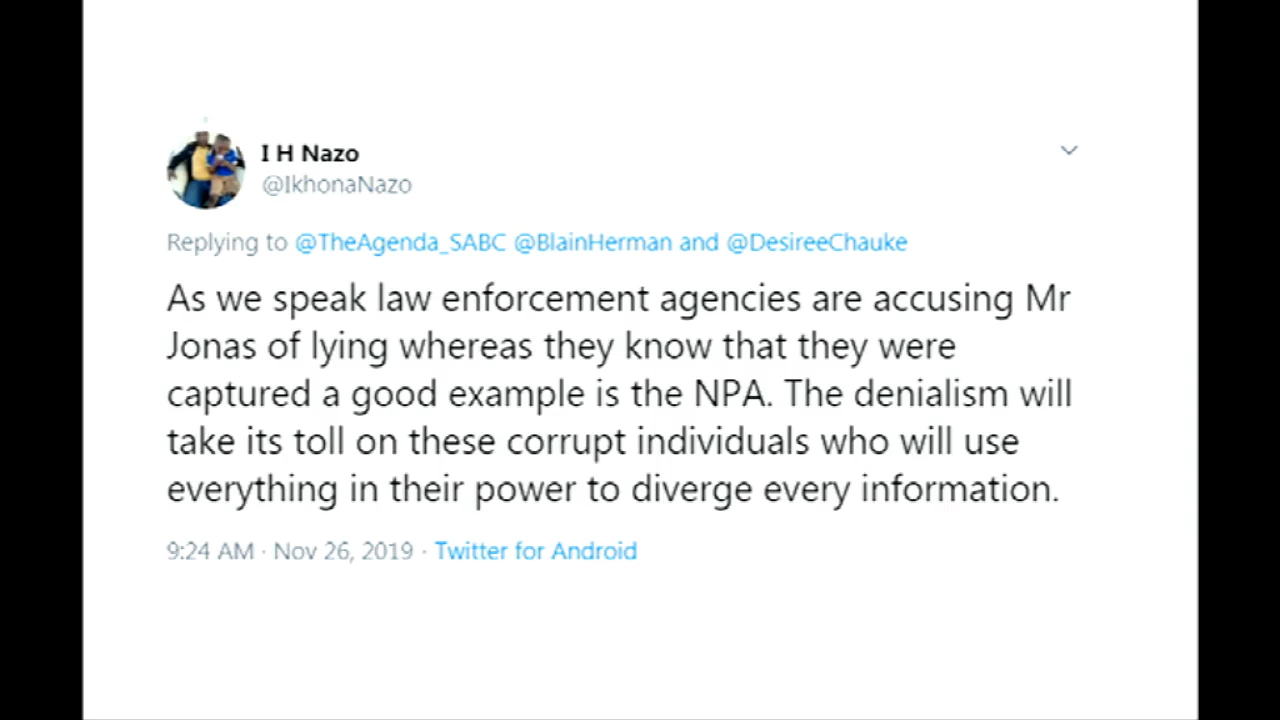 I H Nazo
@IkhonaNazo
Replying to @TheAgenda_SABC @BlainHerman and @DesireeChauke
As we speak law enforcement agencies are accusing Mr
Jonas of lying whereas they know that they were
captured a good example is the NPA. The denialism will
take its toll on these corrupt individuals who will use
everything in their power to diverge every information.
9:24 AM · Nov 26, 2019 · Twitter for Android